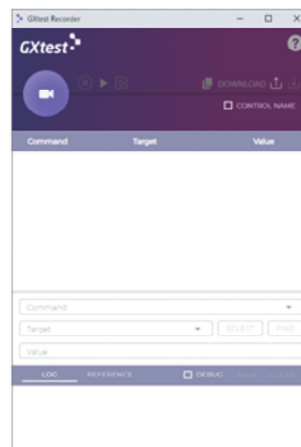 GXtest Recorder
GXtest
DOWNLOAD
CONTROL NAME
Command Target Value
Command
Target SELECT FIND
Value
LOG REFERENCE DEBUG